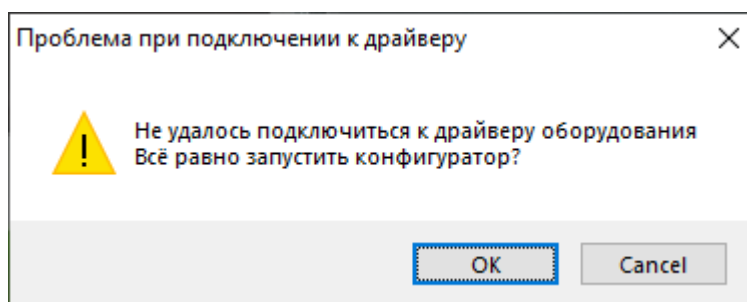 Проблема при подключении к драйверу
Не удалось подключиться к драйверу оборудования
Всё равно запустить конфигуратор?
OK
Cancel